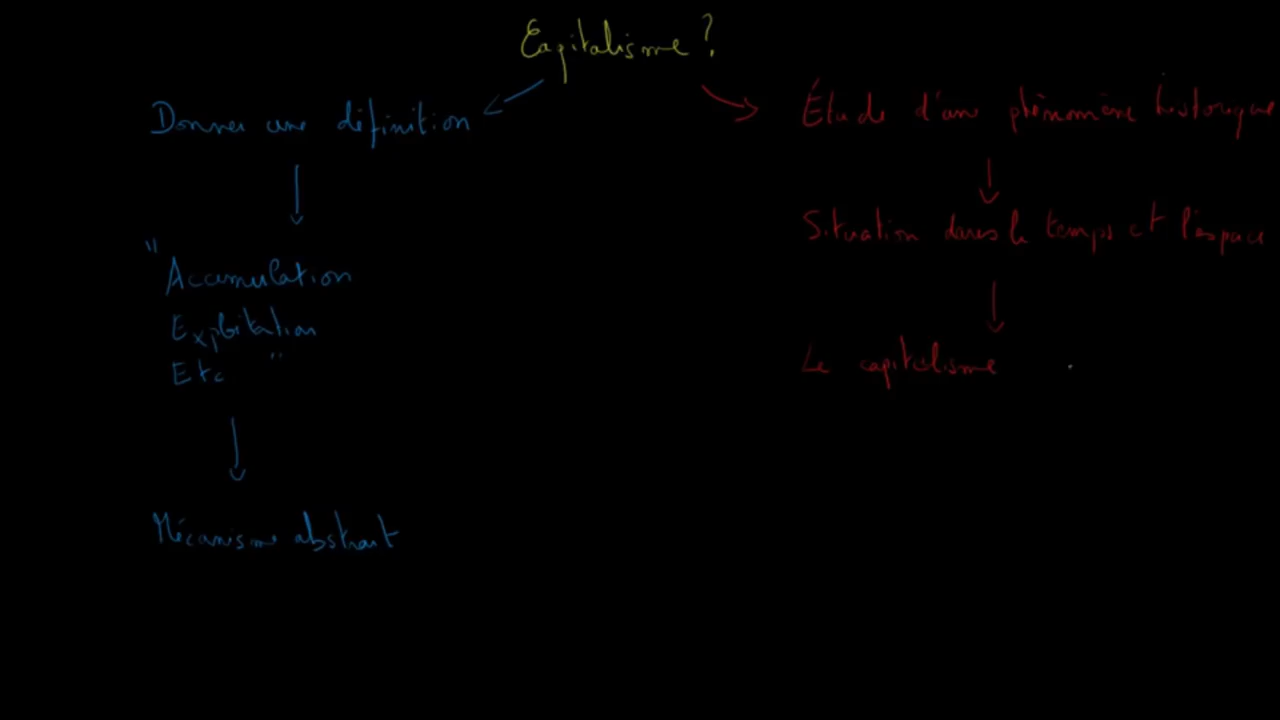 Capitalisme ?
Donner une définition
Étude d'un phénomène historique
Situation dans le temps et l'espace
"Accumulation
Exploitation
Etc"
Le capitalisme
Mécanisme abstrait